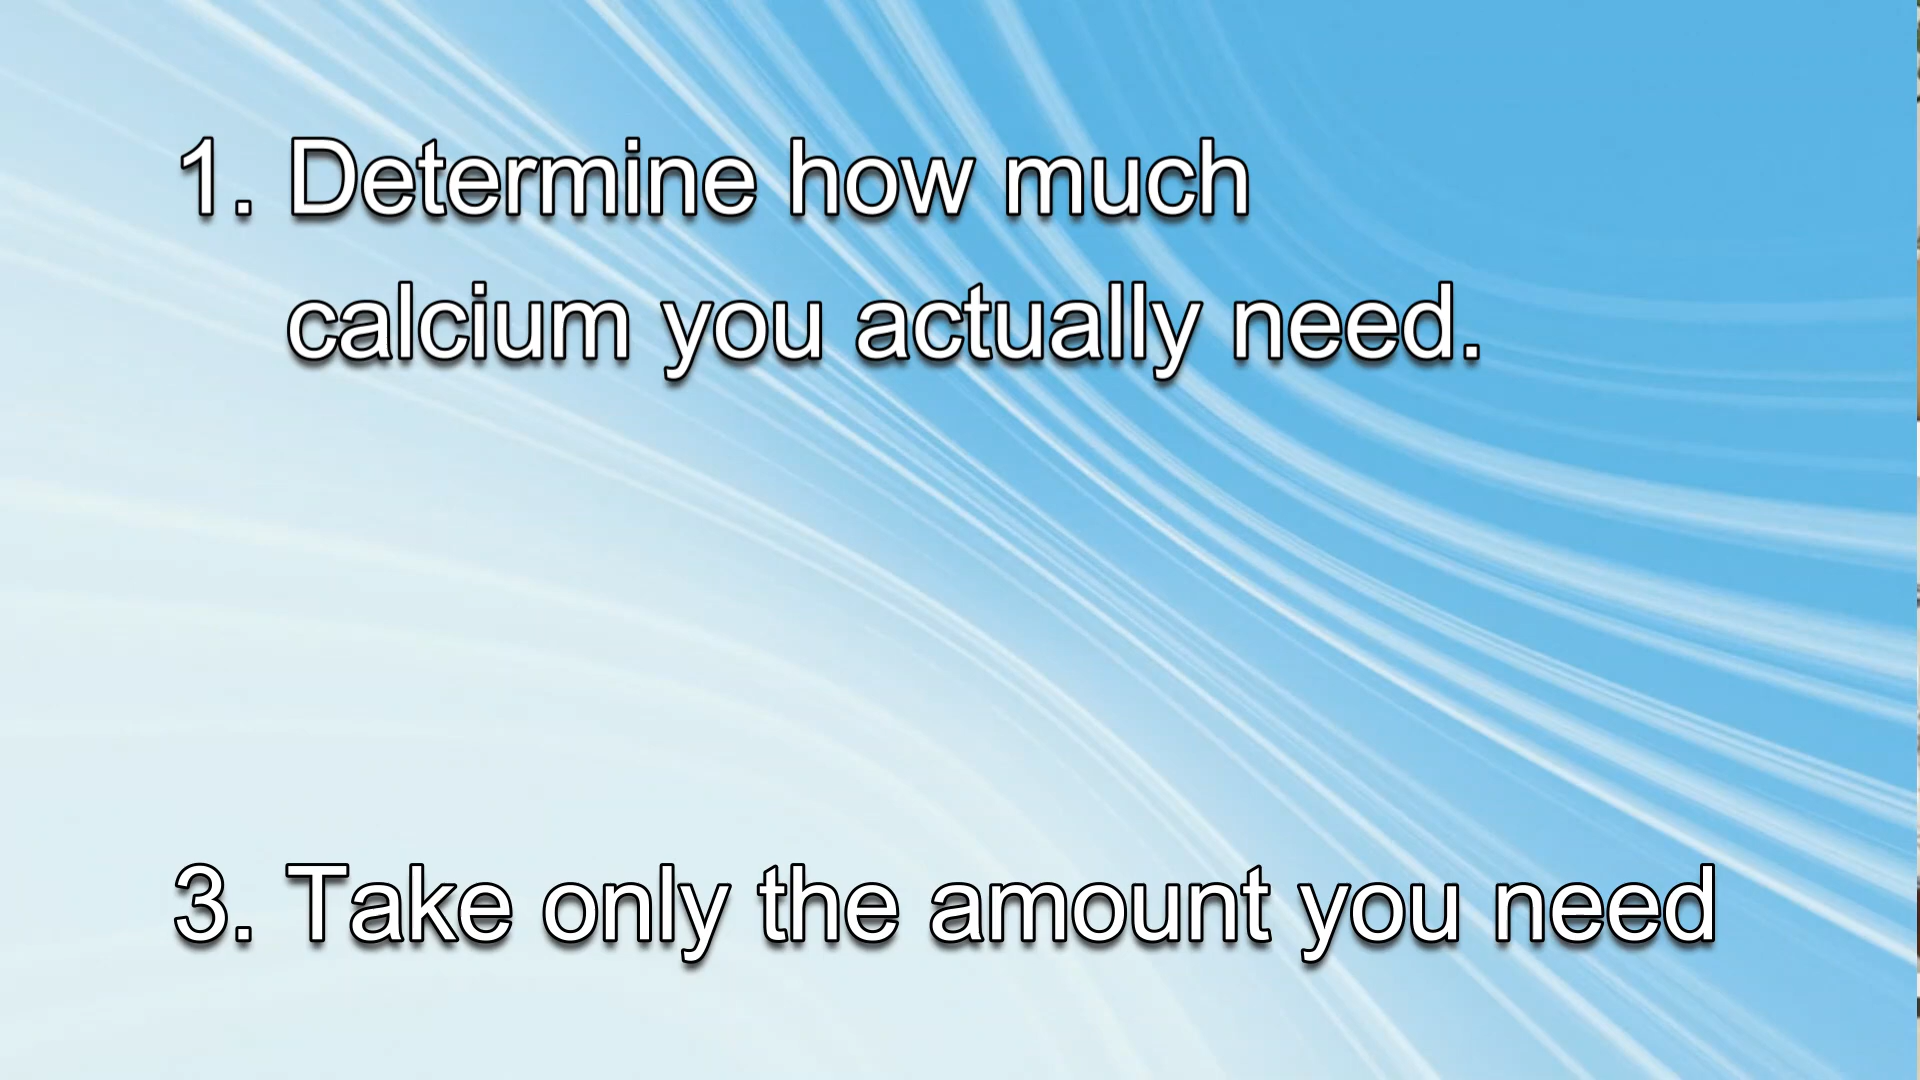 1. Determine how much
calcium you actually need.
3. Take only the amount you need